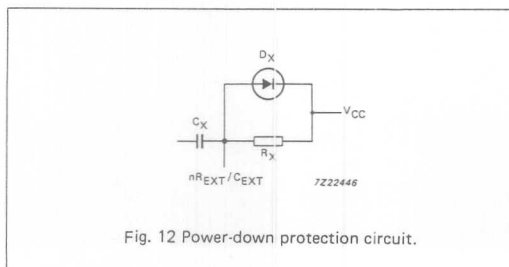 DX
VCC
CX
RX
nREXT/CEXT
7Z22446
Fig. 12 Power-down protection circuit.